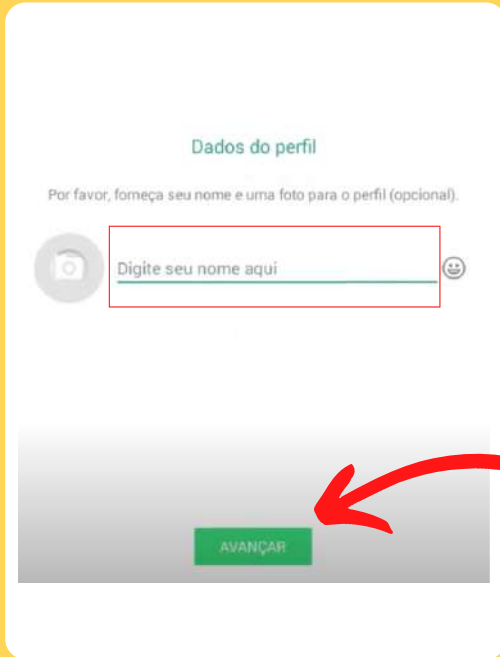 Dados do perfil
Por favor, forneça seu nome e uma foto para o perfil (opcional).
Digite seu nome aqui
AVANÇAR